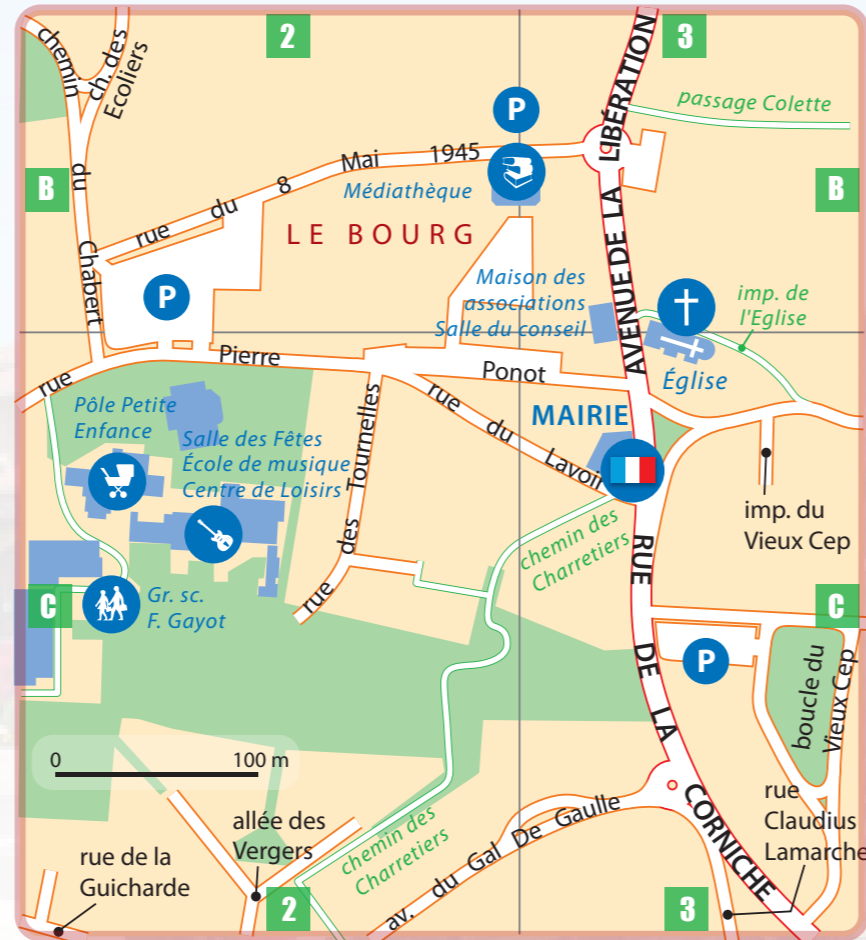 2
3
chemin du Chabert
ch. des
Ecoliers
AVENUE DE LA LIBÉRATION
passage Colette
P
rue du 8 Mai 1945
B
B
Médiathèque
LE BOURG
P
Maison des
associations
Salle du conseil
imp. de
l'Eglise
Église
rue Pierre Ponot
Pôle Petite
Enfance
Salle des Fêtes
École de musique
Centre de Loisirs
rue des Tournelles
rue du Lavoir
MAIRIE
imp. du
Vieux Cep
chemin des
Charretiers
C
C
Gr. sc.
F. Gayot
RUE DE LA CORNICHE
P
boucle du
Vieux Cep
0 100 m
rue de la
Guicharde
allée des
Vergers
chemin des
Charretiers
av. du Gal De Gaulle
rue
Claudius
Lamarche
2
3